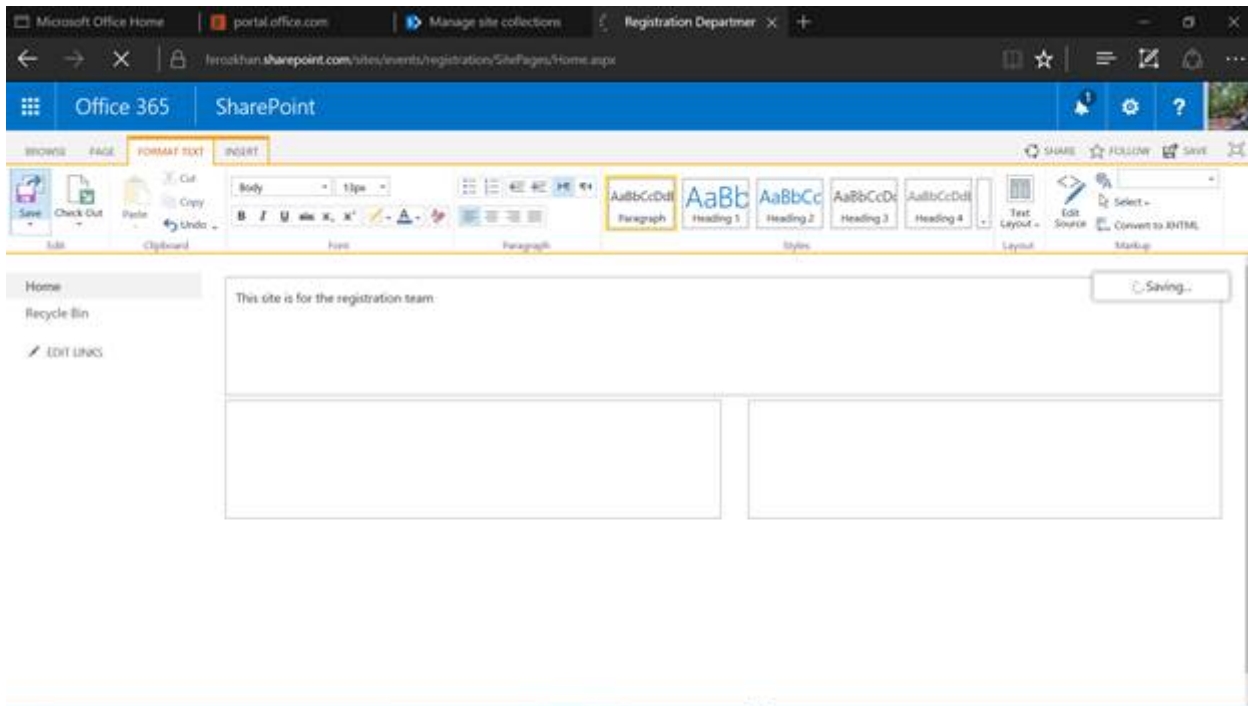 Microsoft Office Home
portal.office.com
Manage site collections
Registration Departmer
ferozkhan.sharepoint.com/sites/events/registration/SitePages/Home.aspx
Office 365
SharePoint
1
?
BROWSE PAGE FORMAT TEXT INSERT
SHARE FOLLOW SAVE
Save
Check Out
Paste
Cut
Copy
Undo
Body
13px
B I U abc X, X'
A
AaBbCcDdE
Paragraph
AaBb
Heading 1
AaBbCc
Heading 2
AaBbCcDc
Heading 3
AaBbCcDdE
Heading 4
Text
Layout
Edit
Source
Select
Convert to XHTML
Edit Clipboard Font Paragraph Styles Layout Markup
Home
Recycle Bin
EDIT LINKS
This site is for the registration team
Saving...